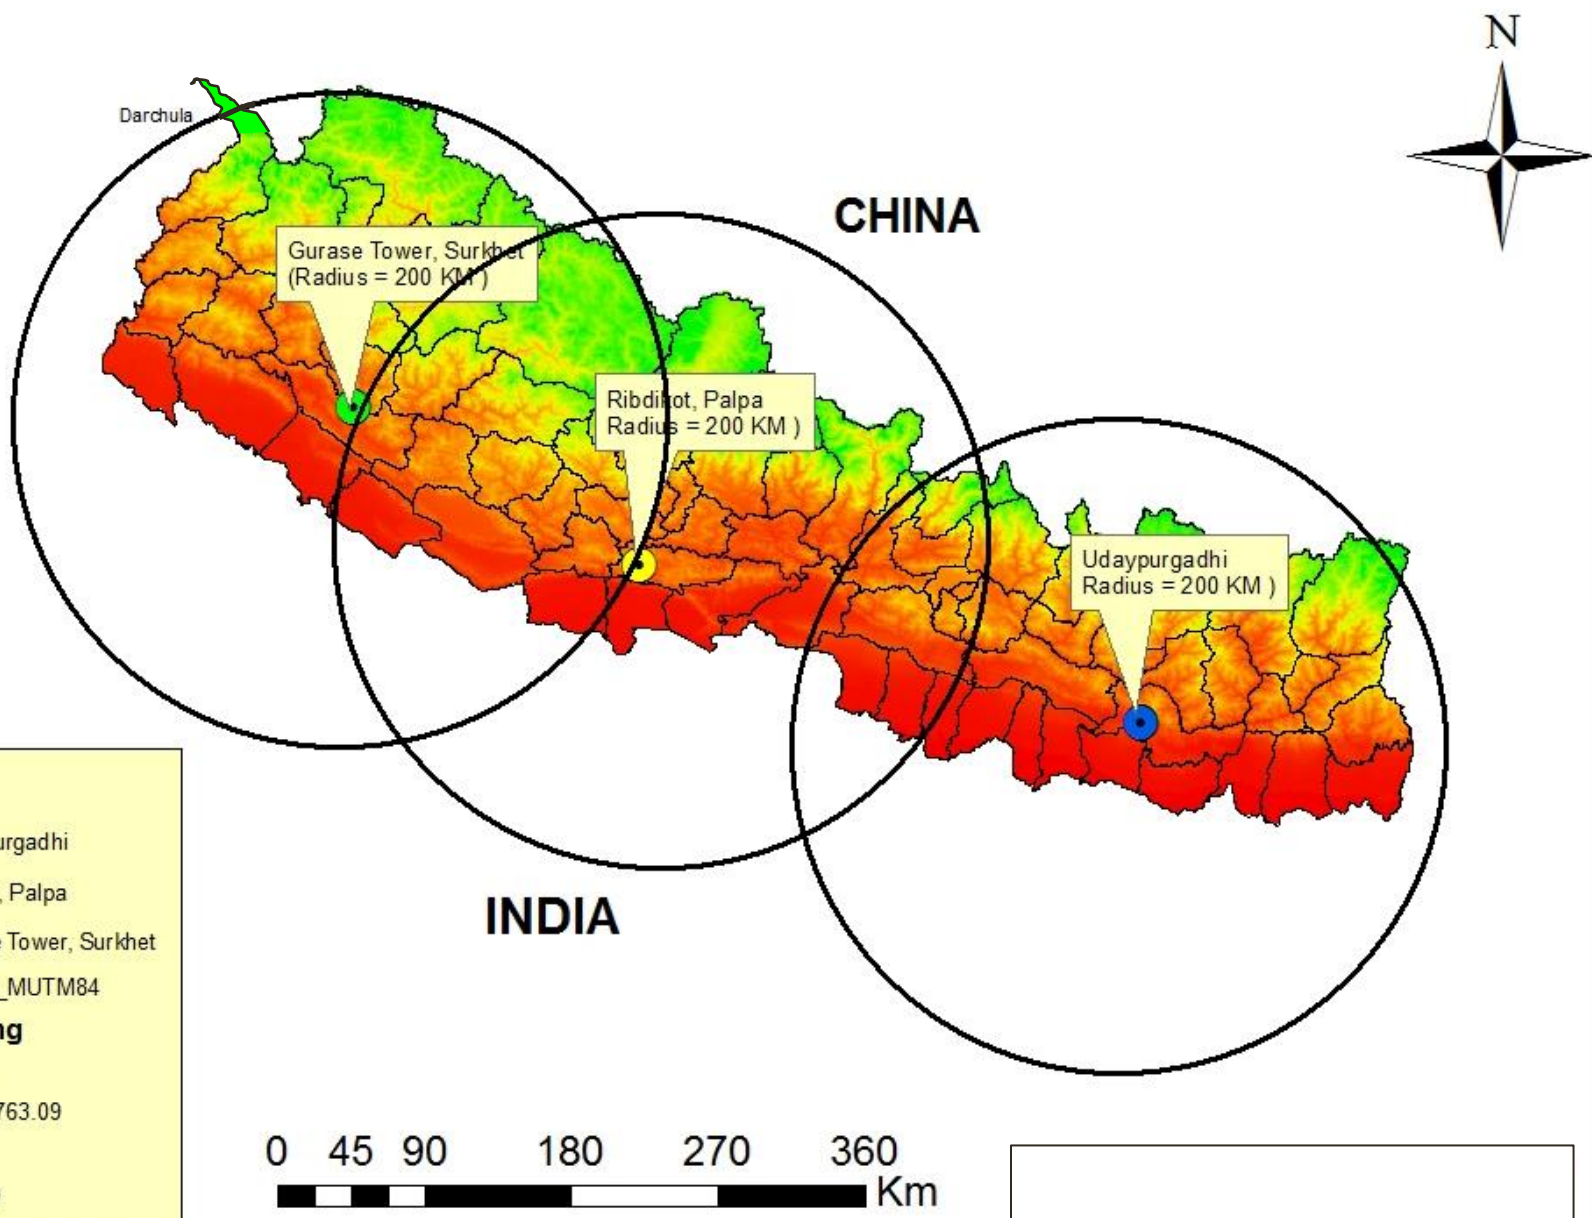 N
Darchula
CHINA
Gurase Tower, Surkhet
(Radius = 200 KM )
Ribdikot, Palpa
Radius = 200 KM )
Udaypurgadhi
Radius = 200 KM )
INDIA
urgadhi
, Palpa
Tower, Surkhet
_MUTM84
ng
763.09
0 45 90 180 270 360
Km